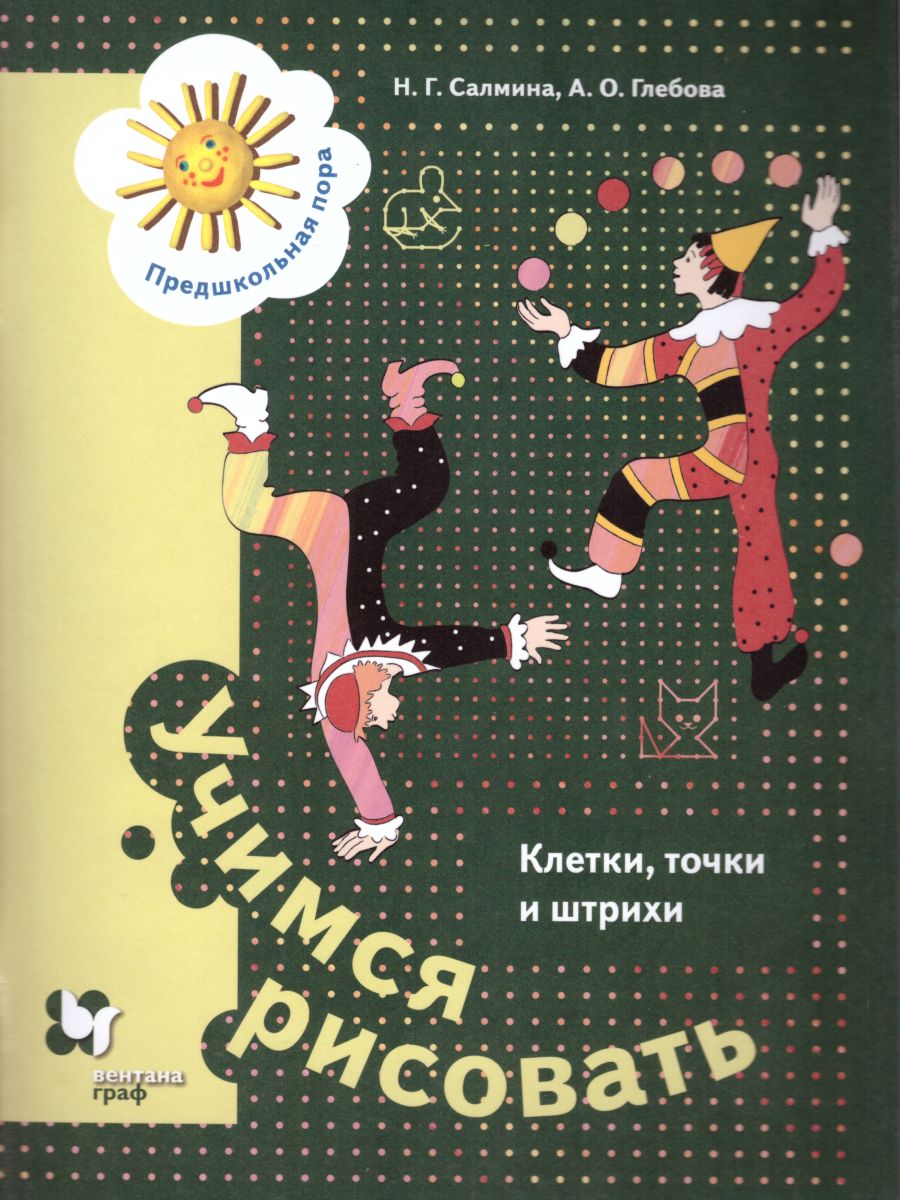 Н. Г. Салмина, А. О. Глебова
Предшкольная пора
Учимся
рисовать
Клетки, точки
и штрихи
вентана
граф